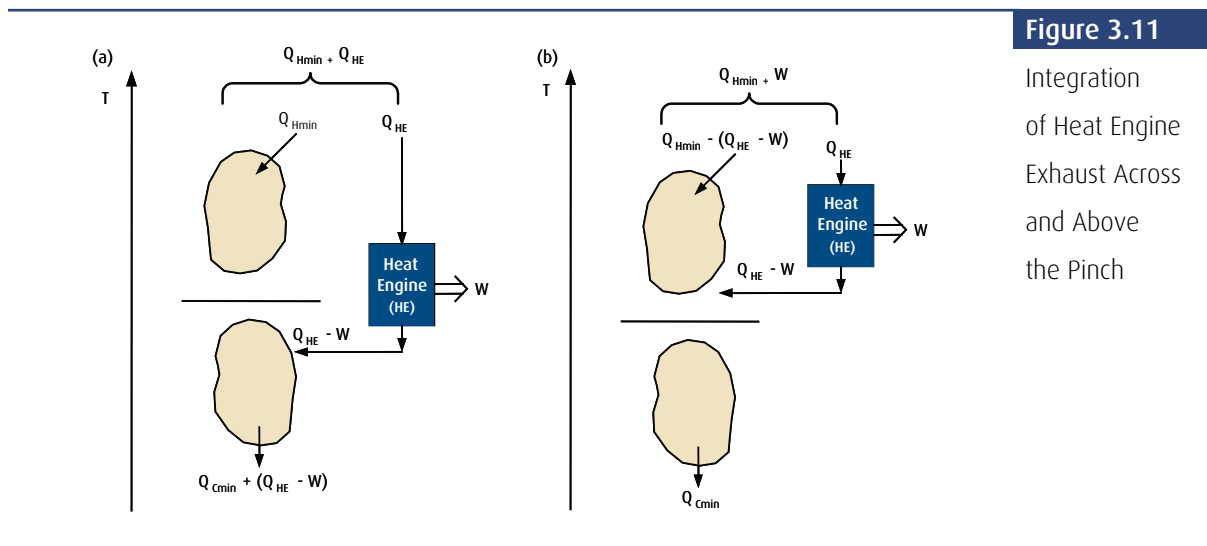 Figure 3.11
Integration
of Heat Engine
Exhaust Across
and Above
the Pinch
(a)
T
Q Hmin + Q HE
Q Hmin
Q HE
Heat
Engine
(HE)
W
Q HE - W
Q Cmin + (Q HE - W)
(b)
T
Q Hmin + W
Q Hmin - (Q HE - W)
Q HE
Heat
Engine
(HE)
W
Q HE - W
Q Cmin